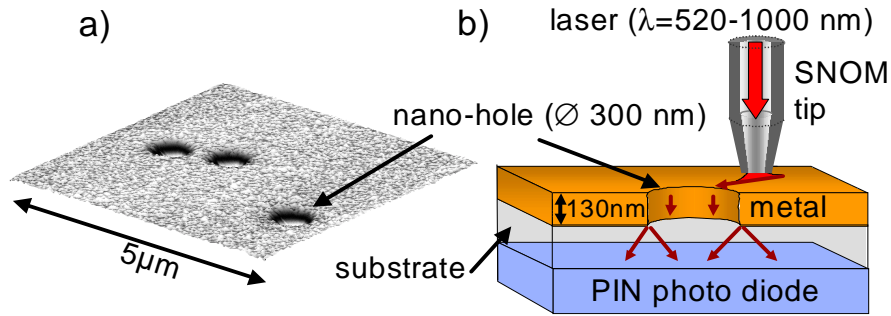 a)
5μm
nano-hole (∅ 300 nm)
substrate
b)
laser (λ=520-1000 nm)
SNOM
tip
130nm
metal
PIN photo diode